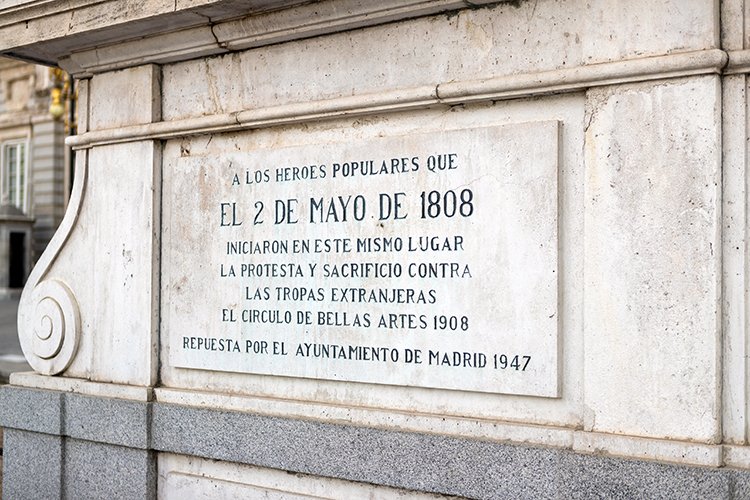 A LOS HEROES POPULARES QUE
EL 2 DE MAYO DE 1808
INICIARON EN ESTE MISMO LUGAR
LA PROTESTA Y SACRIFICIO CONTRA
LAS TROPAS EXTRANJERAS
EL CIRCULO DE BELLAS ARTES 1908
REPUESTA POR EL AYUNTAMIENTO DE MADRID 1947